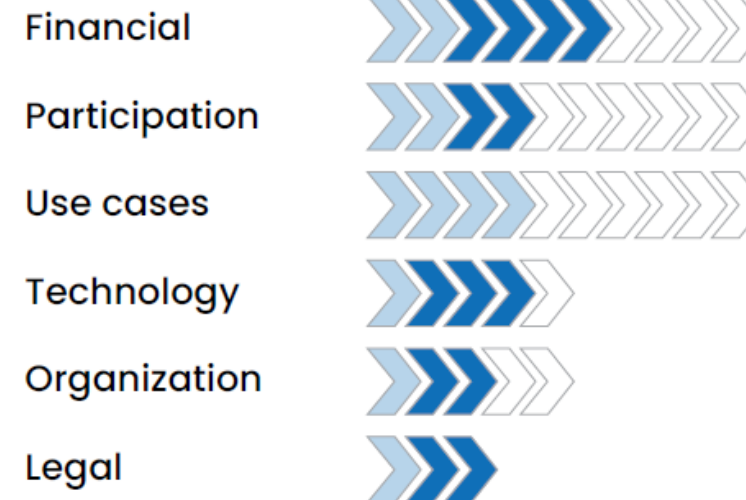 Financial
Participation
Use cases
Technology
Organization
Legal